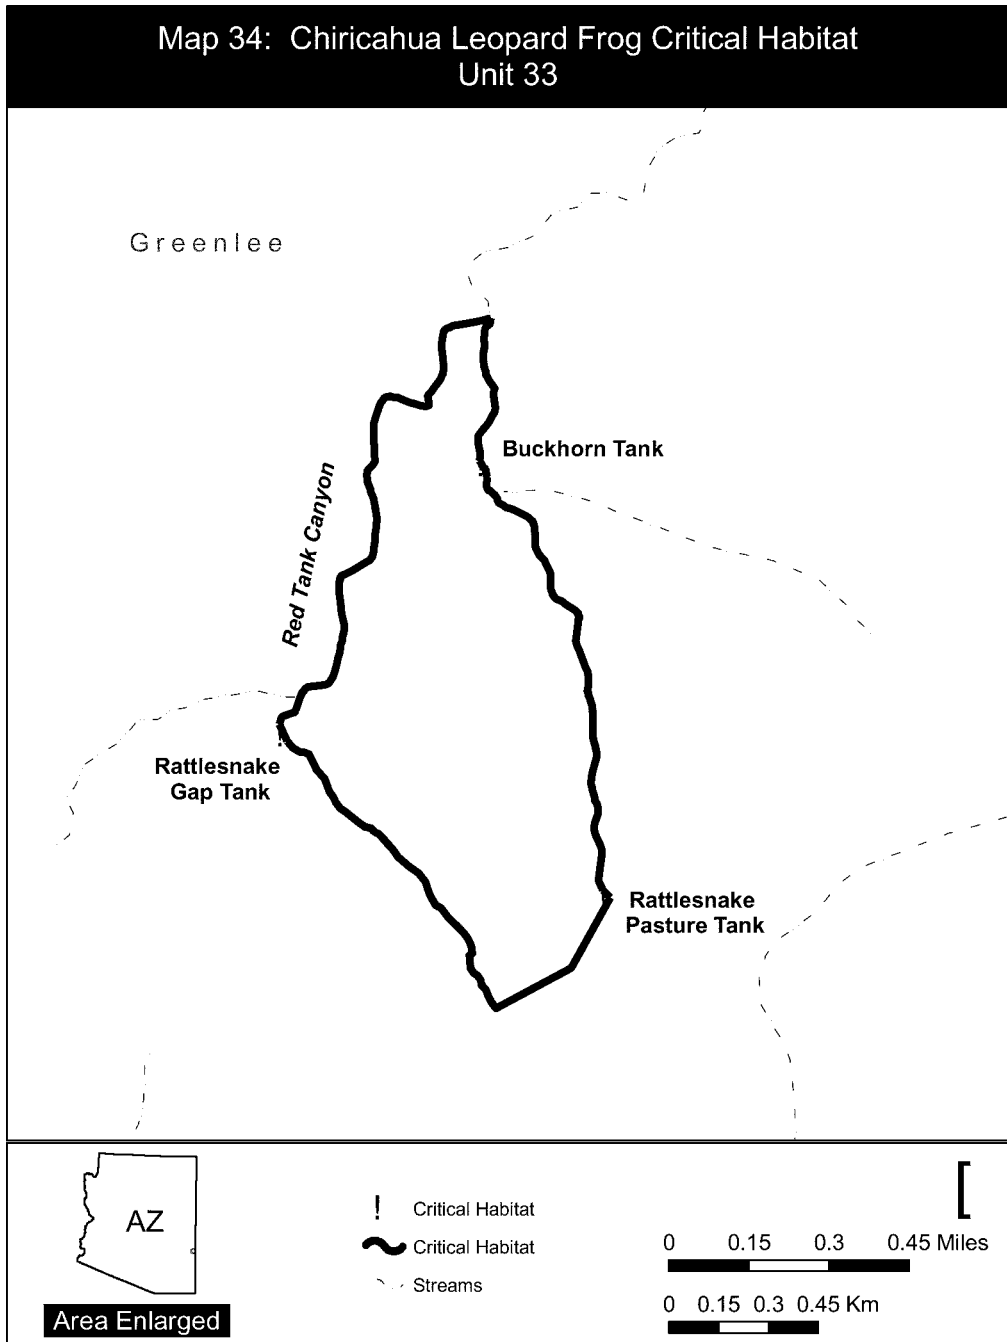 Map 34: Chiricahua Leopard Frog Critical Habitat
Unit 33
Greenlee
Buckhorn Tank
Red Tank Canyon
Rattlesnake
Gap Tank
Rattlesnake
Pasture Tank
AZ
Area Enlarged
! Critical Habitat
Critical Habitat
Streams
[
0 0.15 0.3 0.45 Miles
0 0.15 0.3 0.45 Km